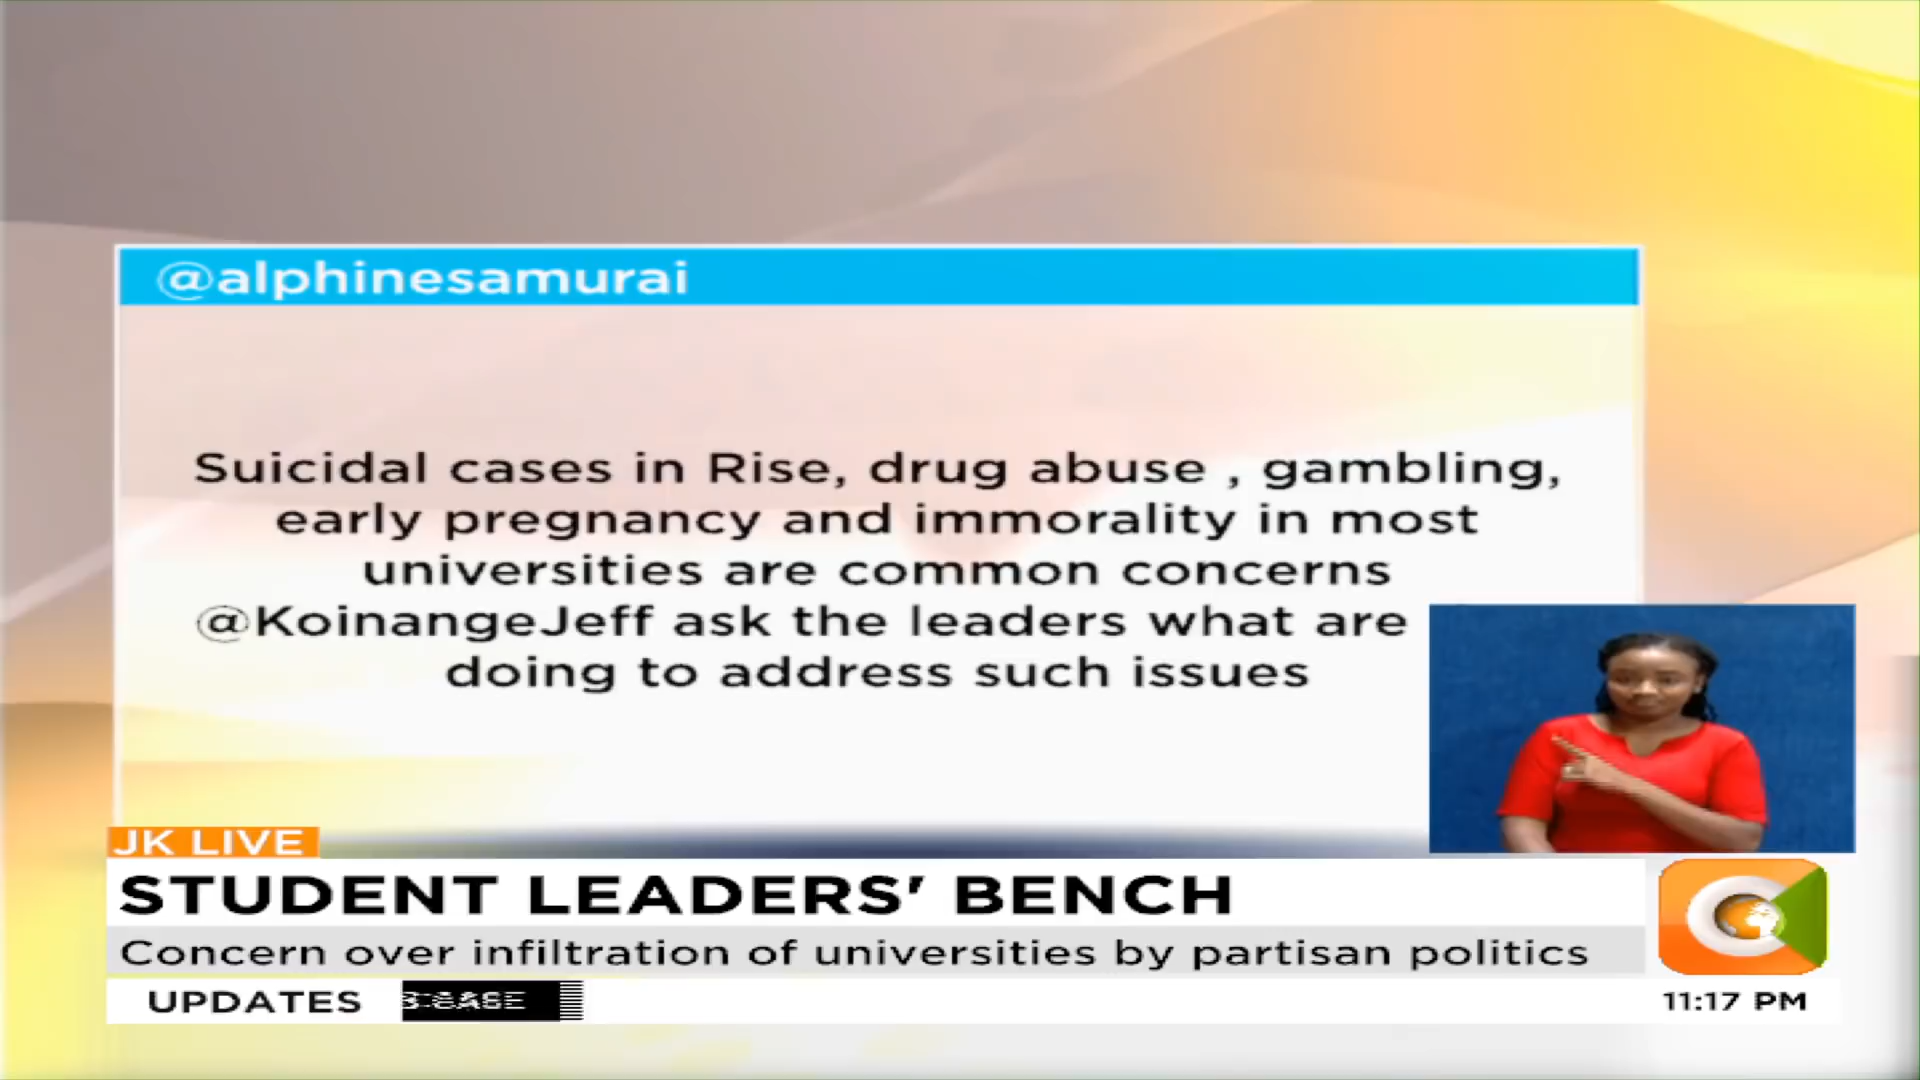 @alphinesamurai
Suicidal cases in Rise, drug abuse , gambling,
early pregnancy and immorality in most
universities are common concerns
@KoinangeJeff ask the leaders what are
doing to address such issues
JK LIVE
STUDENT LEADERS' BENCH
Concern over infiltration of universities by partisan politics
UPDATES
11:17 PM